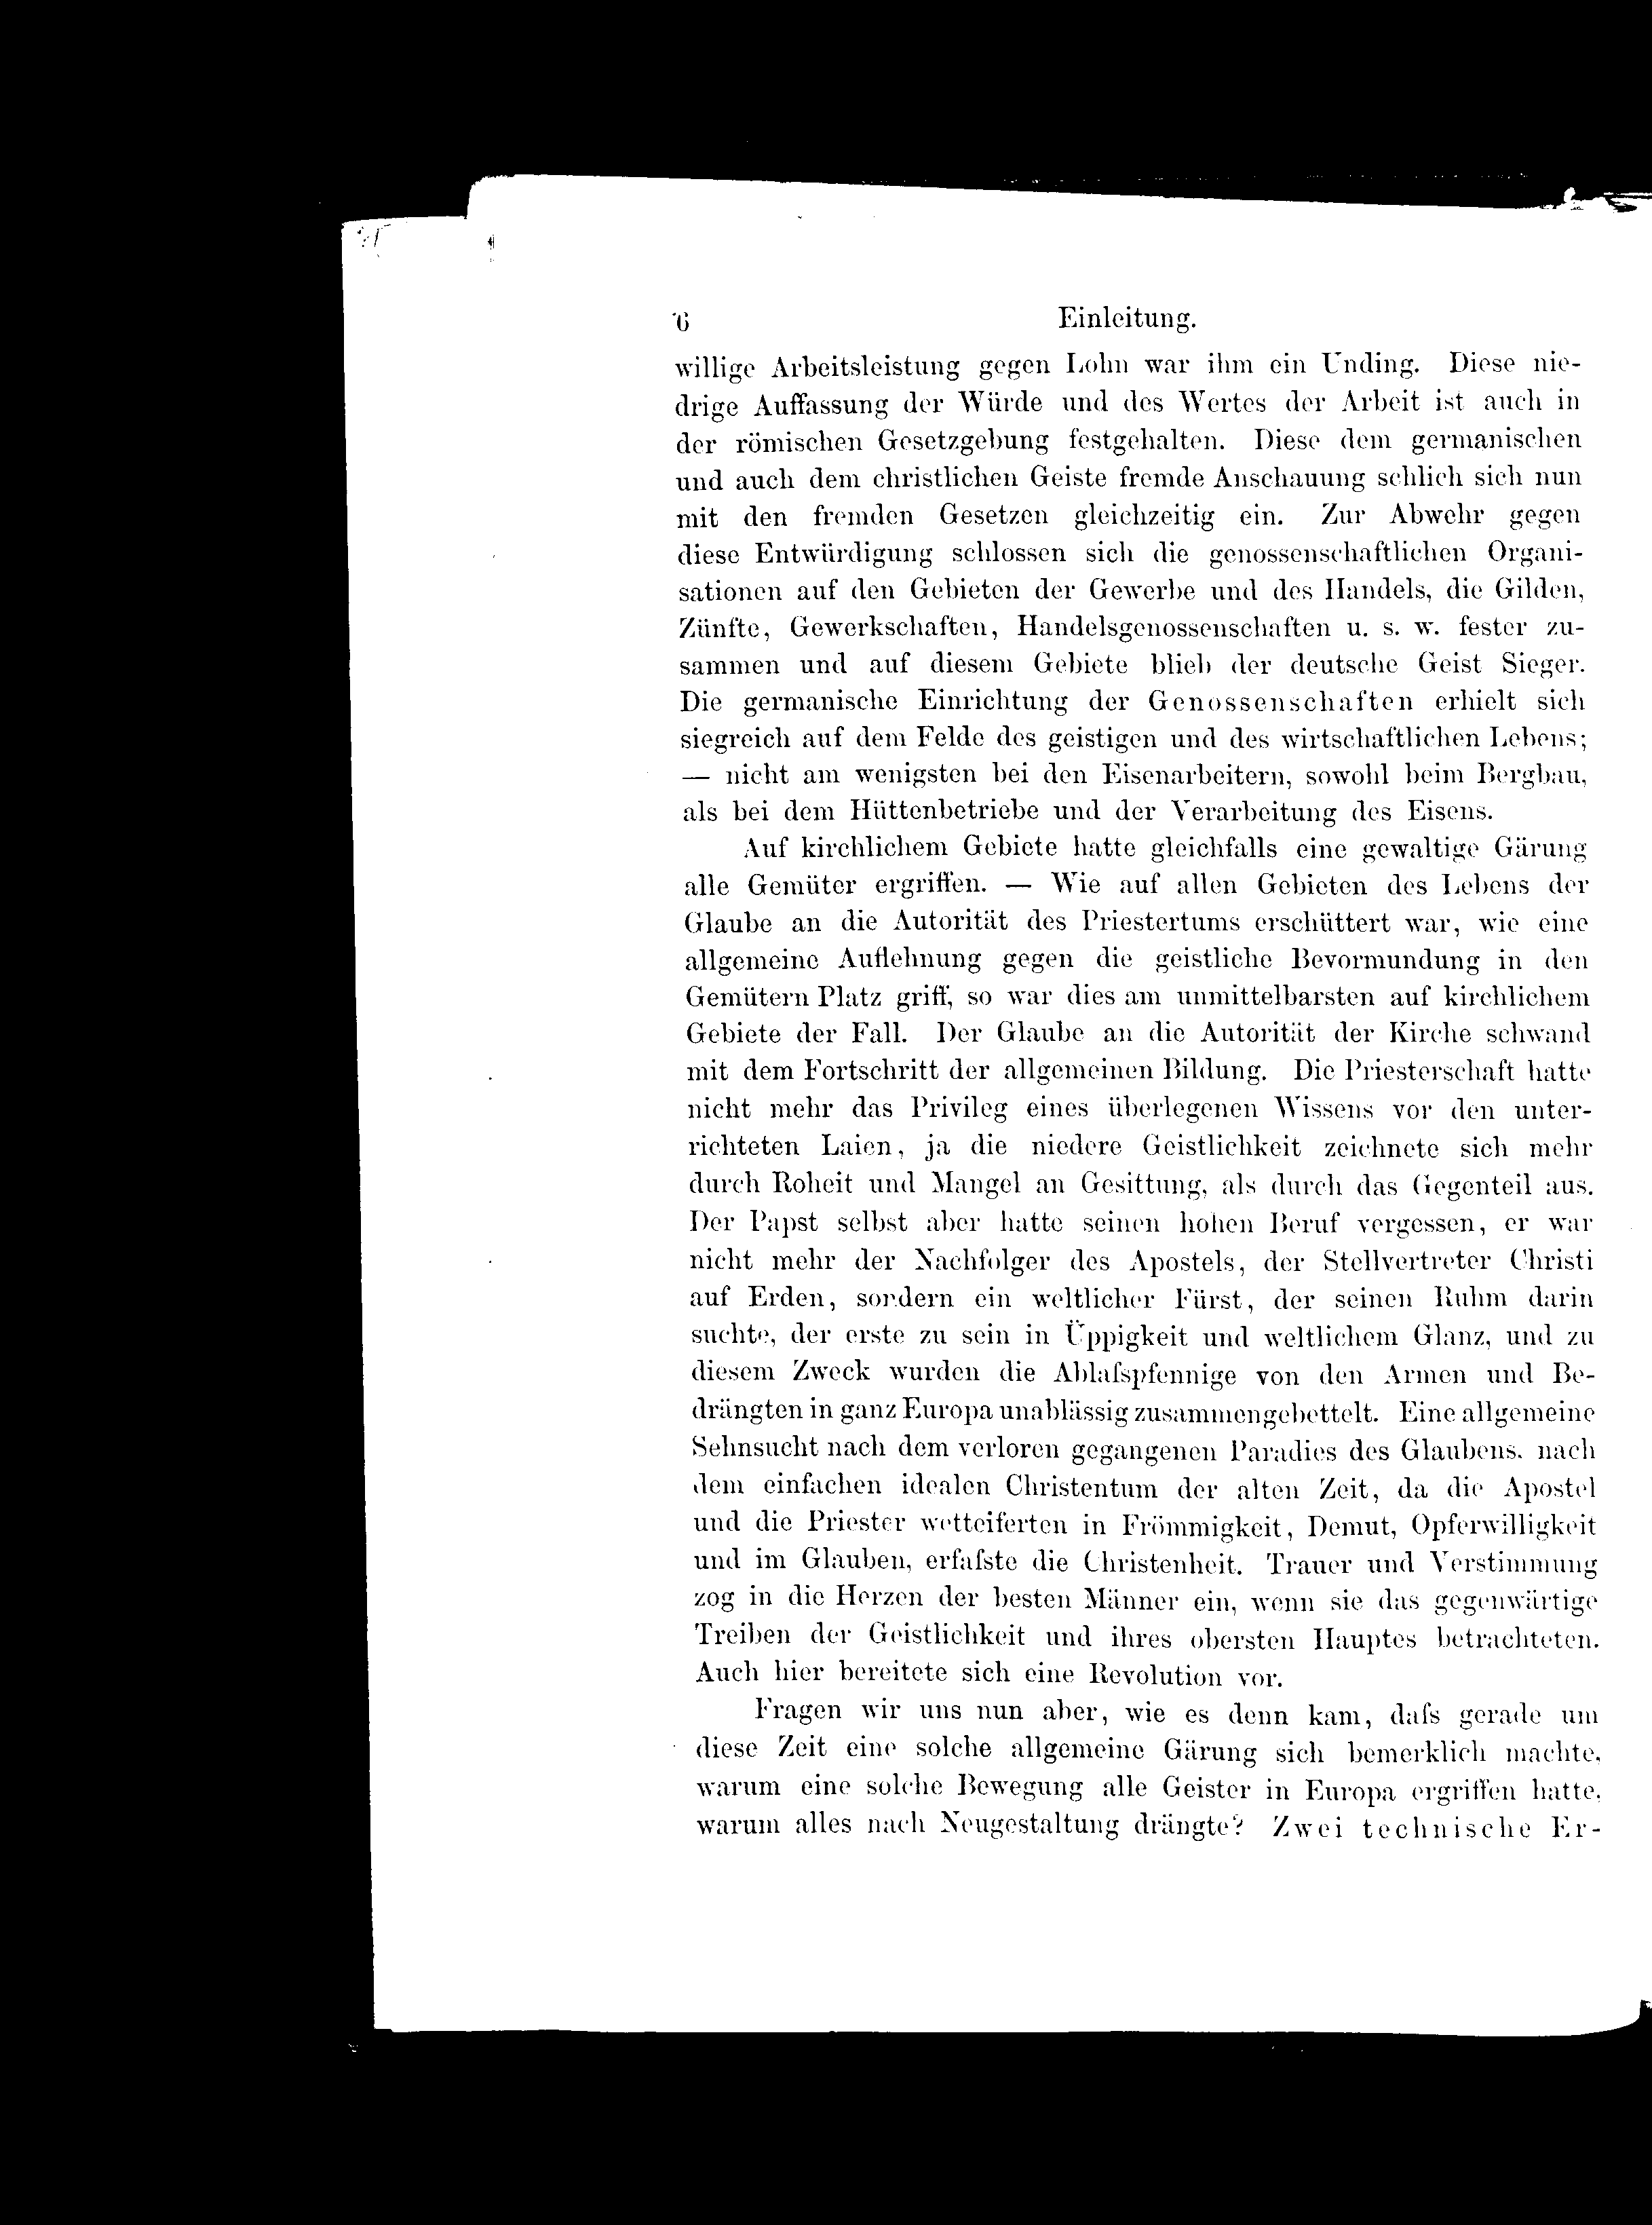 6 Einleitung.
willige Arbeitsleistung gegen Lohn war ihm ein Unding. Diese nie-
drige Auffassung der Würde und des Wertes der Arbeit ist auch in
der römischen Gesetzgebung festgehalten. Diese dem germanischen
und auch dem christlichen Geiste fremde Anschauung schlich sich nun
mit den fremden Gesetzen gleichzeitig ein. Zur Abwehr gegen
diese Entwürdigung schlossen sich die genossenschaftlichen Organi-
sationen auf den Gebieten der Gewerbe und des Handels, die Gilden,
Zünfte, Gewerkschaften, Handelsgenossenschaften u. s. w. fester zu-
sammen und auf diesem Gebiete blieb der deutsche Geist Sieger.
Die germanische Einrichtung der Genossenschaften erhielt sich
siegreich auf dem Felde des geistigen und des wirtschaftlichen Lebens;
— nicht am wenigsten bei den Eisenarbeitern, sowohl beim Bergbau,
als bei dem Hüttenbetriebe und der Verarbeitung des Eisens.
Auf kirchlichem Gebiete hatte gleichfalls eine gewaltige Gärung
alle Gemüter ergriffen. — Wie auf allen Gebieten des Lebens der
Glaube an die Autorität des Priestertums erschüttert war, wie eine
allgemeine Auflehnung gegen die geistliche Bevormundung in den
Gemütern Platz griff, so war dies am unmittelbarsten auf kirchlichem
Gebiete der Fall. Der Glaube an die Autorität der Kirche schwand
mit dem Fortschritt der allgemeinen Bildung. Die Priesterschaft hatte
nicht mehr das Privileg eines überlegenen Wissens vor den unter-
richteten Laien, ja die niedere Geistlichkeit zeichnete sich mehr
durch Roheit und Mangel an Gesittung, als durch das Gegenteil aus.
Der Papst selbst aber hatte seinen hohen Beruf vergessen, er war
nicht mehr der Nachfolger des Apostels, der Stellvertreter Christi
auf Erden, sondern ein weltlicher Fürst, der seinen Ruhm darin
suchte, der erste zu sein in Üppigkeit und weltlichem Glanz, und zu
diesem Zweck wurden die Ablaſspfennige von den Armen und Be-
drängten in ganz Europa unablässig zusammengebettelt. Eine allgemeine
Sehnsucht nach dem verloren gegangenen Paradies des Glaubens, nach
dem einfachen idealen Christentum der alten Zeit, da die Apostel
und die Priester wetteiferten in Frömmigkeit, Demut, Opferwilligkeit
und im Glauben, erfaſste die Christenheit. Trauer und Verstimmung
zog in die Herzen der besten Männer ein, wenn sie das gegenwärtige
Treiben der Geistlichkeit und ihres obersten Hauptes betrachteten.
Auch hier bereitete sich eine Revolution vor.
Fragen wir uns nun aber, wie es denn kam, daſs gerade um
diese Zeit eine solche allgemeine Gärung sich bemerklich machte,
warum eine solche Bewegung alle Geister in Europa ergriffen hatte,
warum alles nach Neugestaltung drängte? Zwei technische Er-